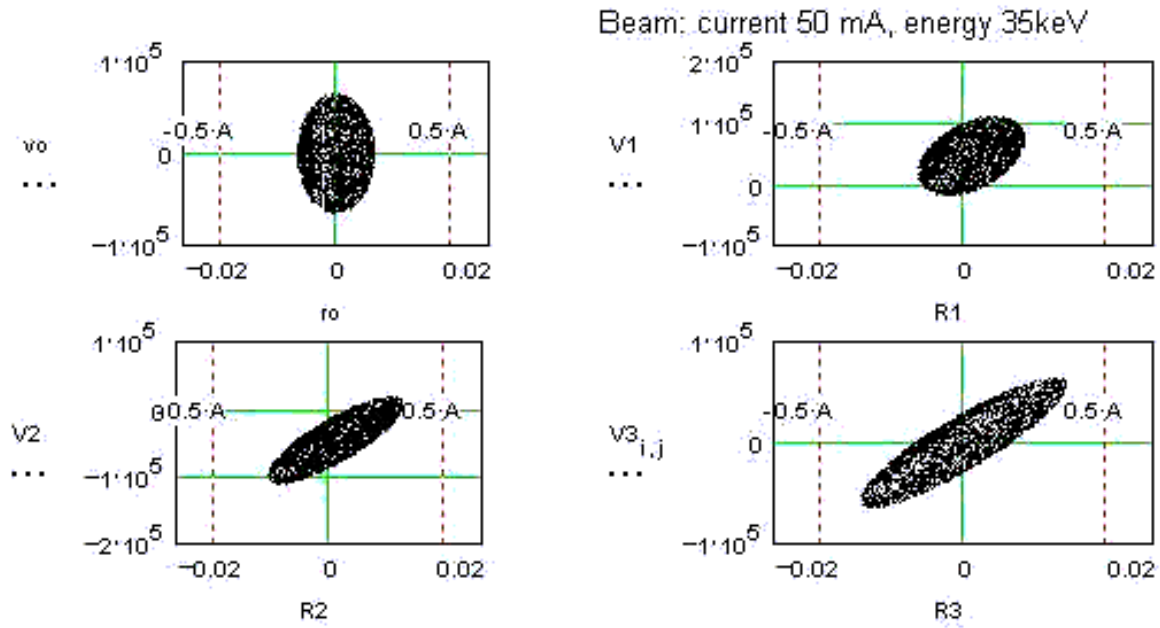 Beam: current 50 mA, energy 35keV
1·10^5
-0.5·A 0.5·A
vo
...
0
−1·10^5
−0.02 0 0.02
ro
2·10^5
1·10^5
-0.5·A 0.5·A
V1
...
0
−1·10^5
−0.02 0 0.02
R1
1·10^5
0.5·A 0.5·A
V2
...
−1·10^5
−2·10^5
−0.02 0 0.02
R2
1·10^5
-0.5·A 0.5·A
V3i,j
...
0
−1·10^5
−0.02 0 0.02
R3